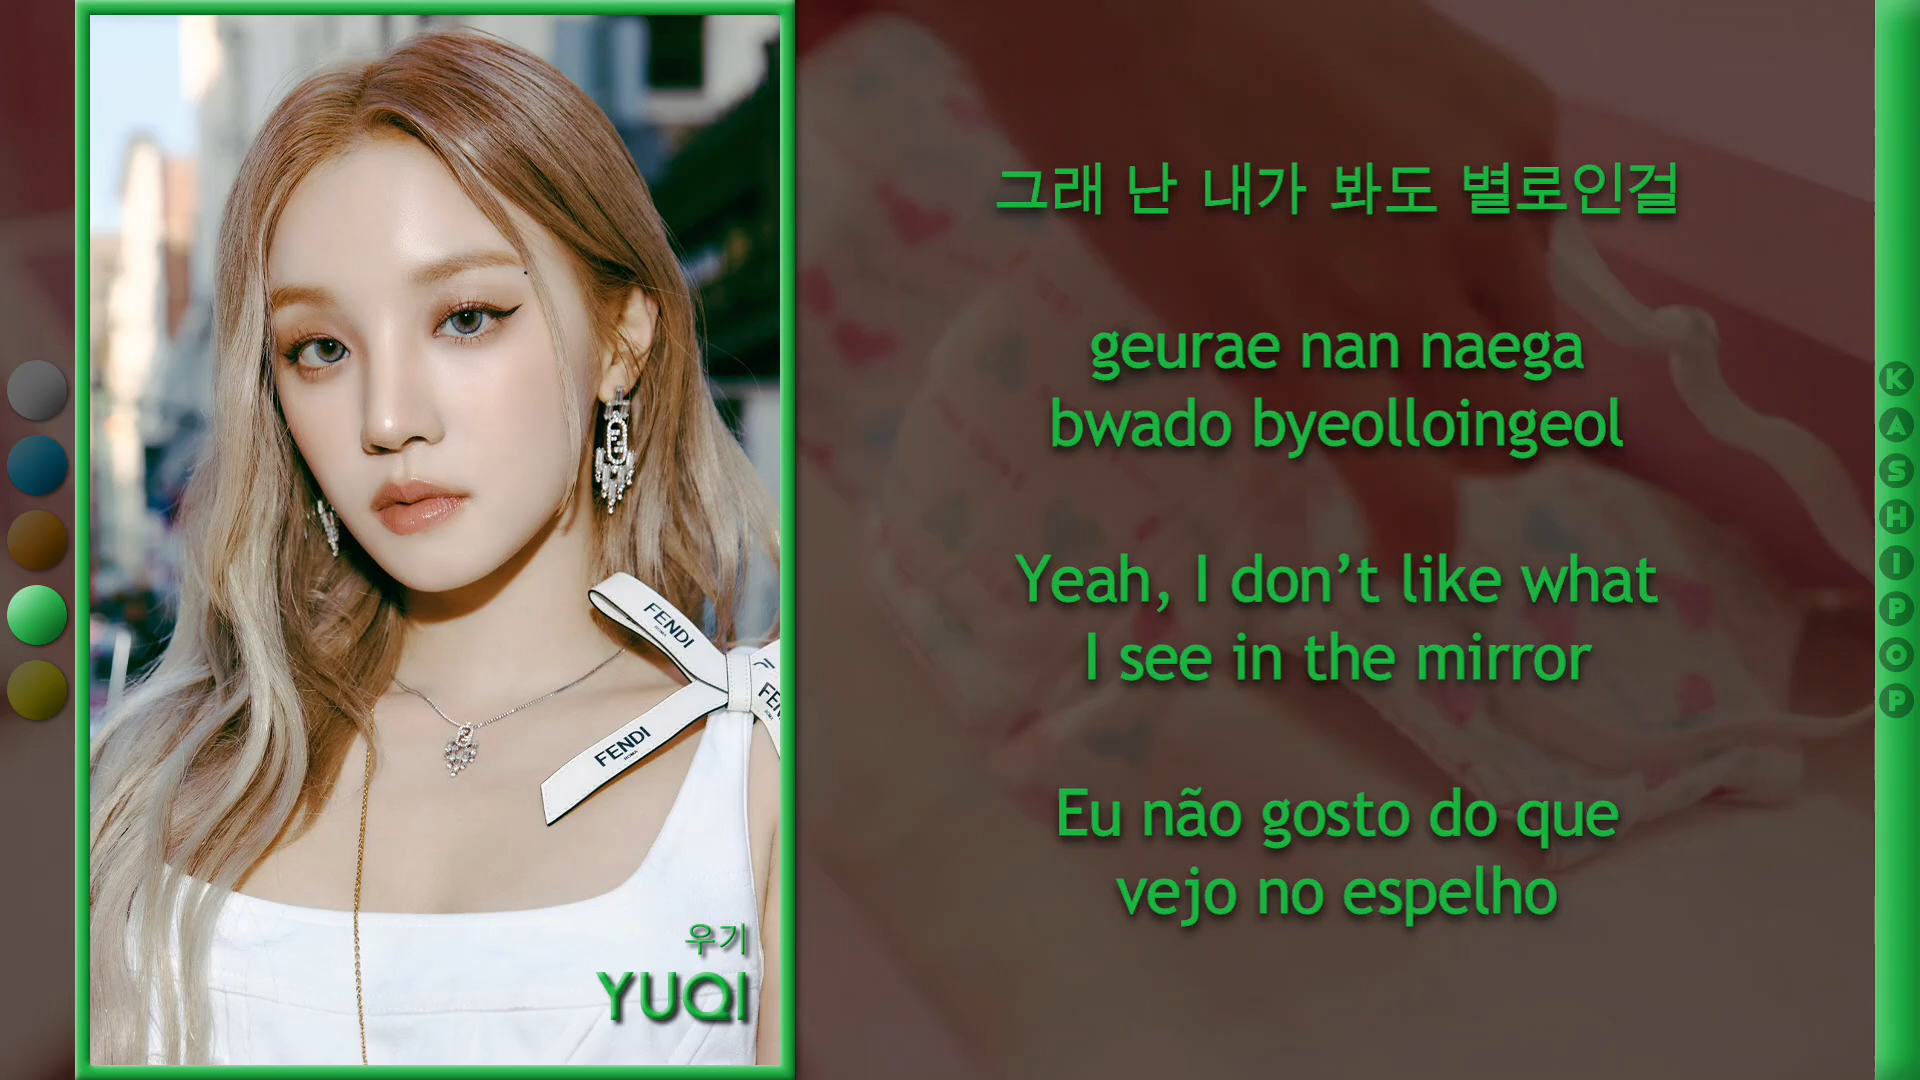 그래 난 내가 봐도 별로인걸
geurae nan naega
bwado byeolloingeol
Yeah, I don’t like what
I see in the mirror
Eu não gosto do que
vejo no espelho
우기
YUQI
FENDI
ROMA
FENDI
ROMA
KASHIPOP